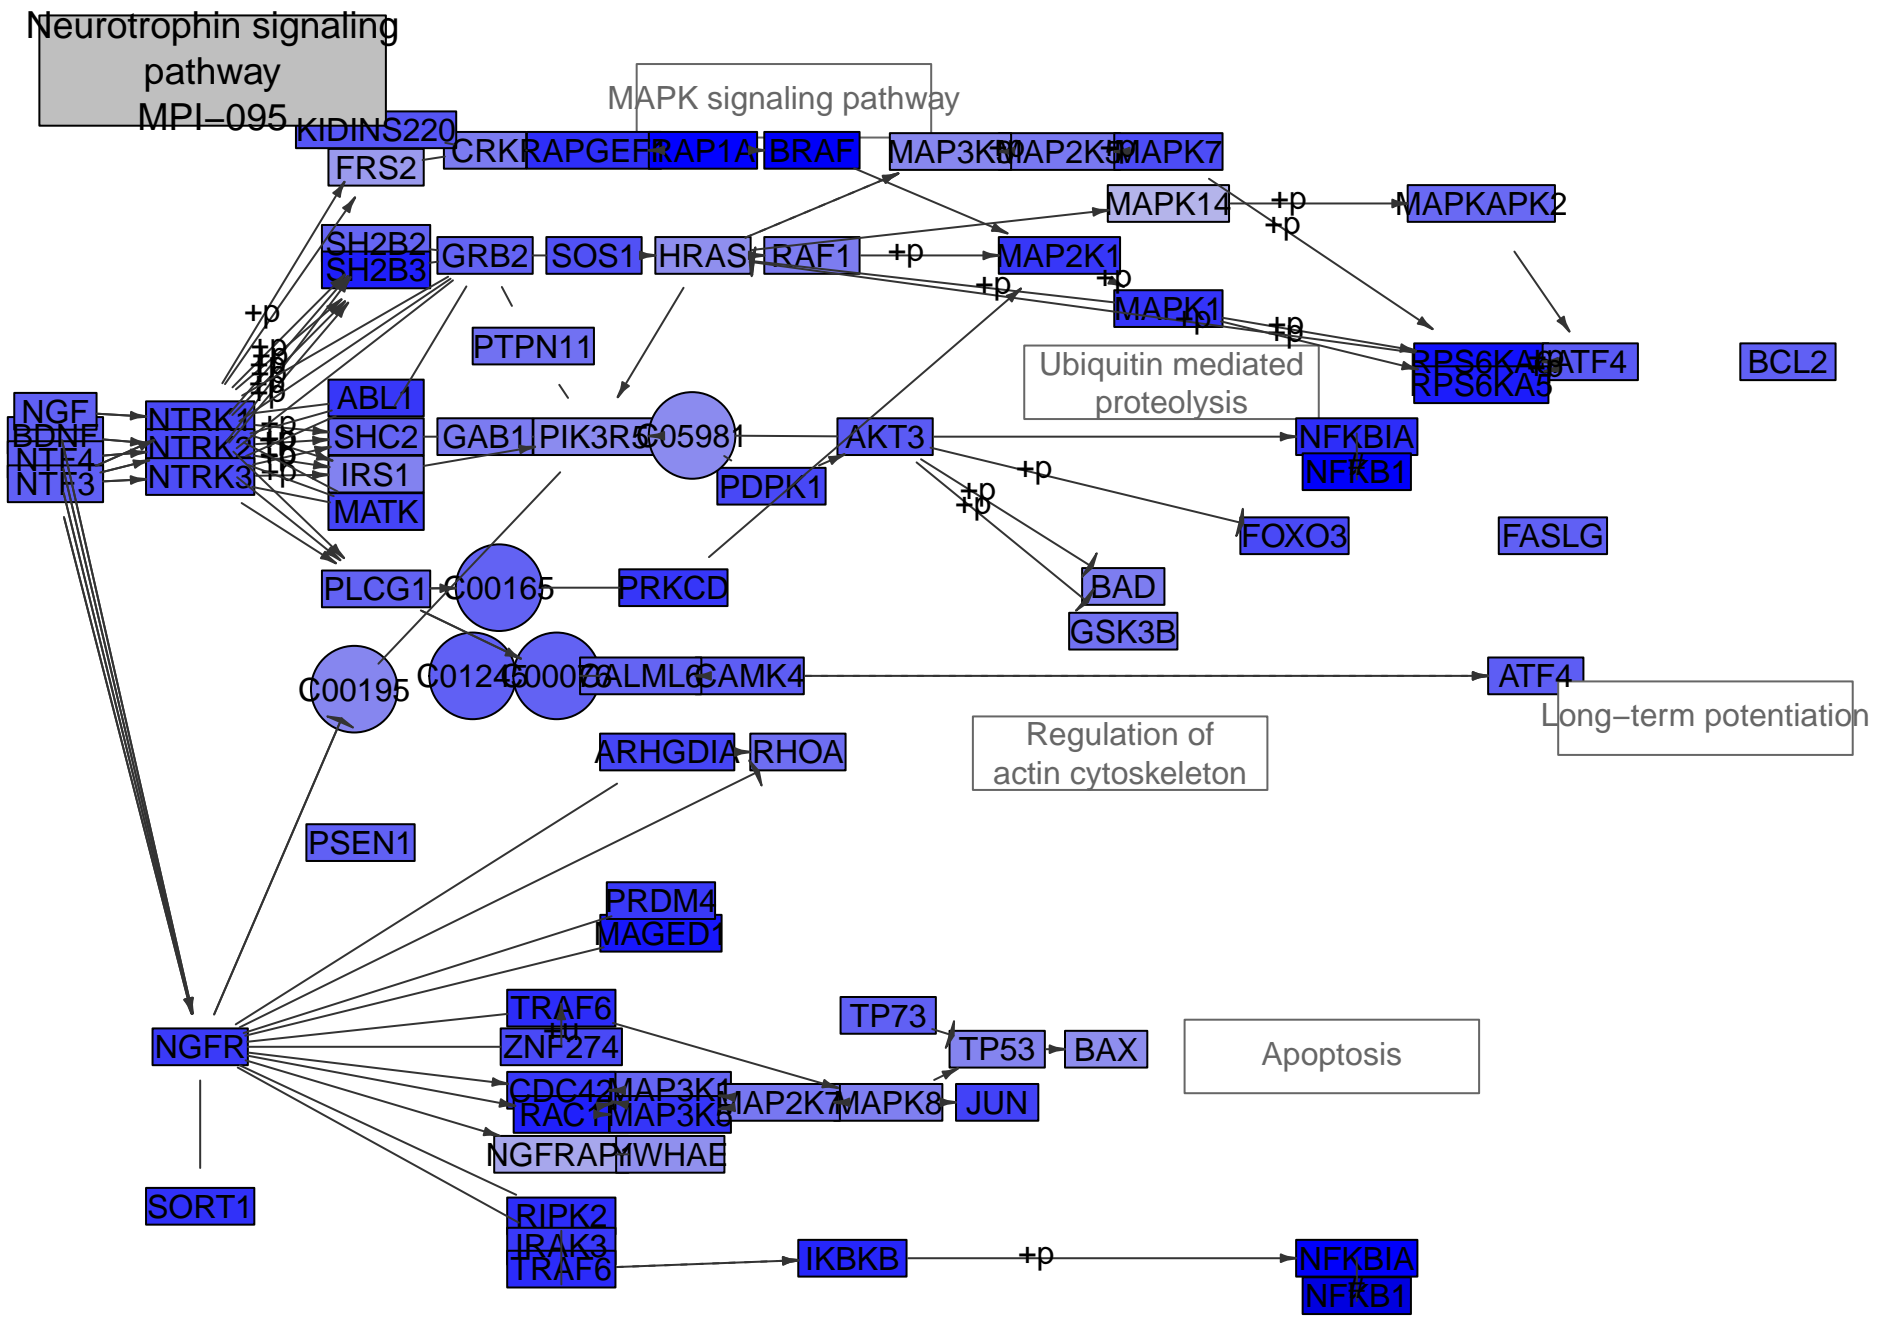 Neurotrophin signaling
pathway
MPI−095
MAPK signaling pathway
KIDINS220
FRS2
RAP1A
BRAF
MAP2K5
MAPK7
+p
MAPK14
+p
MAPKAPK2
+p
SH2B2
SH2B3
GRB2
SOS1
HRAS
RAF1
+p
MAP2K1
+p
+p
MAPK1
+p
+p
+p
+p
PTPN11
Ubiquitin mediated
proteolysis
RPS6KA5
ATF4
BCL2
+p
+p
+p
+p
+p
ABL1
NGF
BDNF
NTF4
NTF3
NTRK1
NTRK2
NTRK3
+p
+p
+p
+p
SHC2
IRS1
MATK
GAB1
PIK3R5
C05981
PDPK1
AKT3
NFKBIA
NFKB1
+p
+p
+p
FOXO3
FASLG
PLCG1
C00165
PRKCD
BAD
GSK3B
C00195
C01245
C00076
CALML6
CAMK4
ATF4
Long−term potentiation
Regulation of
actin cytoskeleton
ARHGDIA
RHOA
PSEN1
PRDM4
MAGED1
TRAF6
+u
ZNF274
NGFR
TP73
TP53
BAX
Apoptosis
CDC42
RAC1
MAP3K1
MAP3K5
MAP2K7
MAPK8
JUN
NGFRAP1
YWHAE
SORT1
RIPK2
IRAK3
TRAF6
IKBKB
+p
NFKBIA
NFKB1